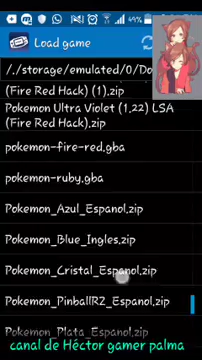 49%
Load game
/./storage/emulated/0/Do
(Fire Red Hack) (1).zip
Pokemon Ultra Violet (1.22) LSA
(Fire Red Hack).zip
pokemon-fire-red.gba
pokemon-ruby.gba
Pokemon_Azul_Espanol.zip
Pokemon_Blue_Ingles.zip
Pokemon_Cristal_Espanol.zip
Pokemon_PinballR2_Espanol.zip
Pokemon_Plata_Espanol.zip
canal de Héctor gamer palma